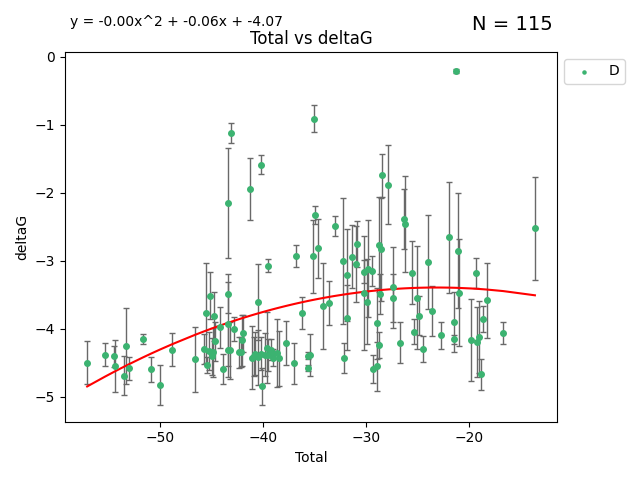 y = -0.00x^2 + -0.06x + -4.07
N = 115
Total vs deltaG
D
0
−1
−2
−3
−4
−5
deltaG
−50
−40
−30
−20
Total